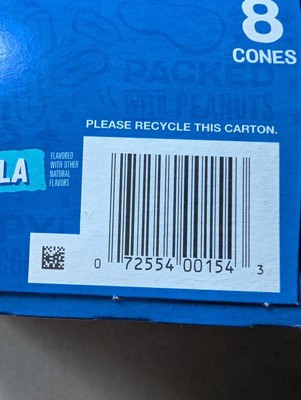 8
CONES
PACKED
WITH PEANUTS
PLEASE RECYCLE THIS CARTON.
LA
FLAVORED
WITH OTHER
NATURAL
FLAVORS
0 72554 00154 3